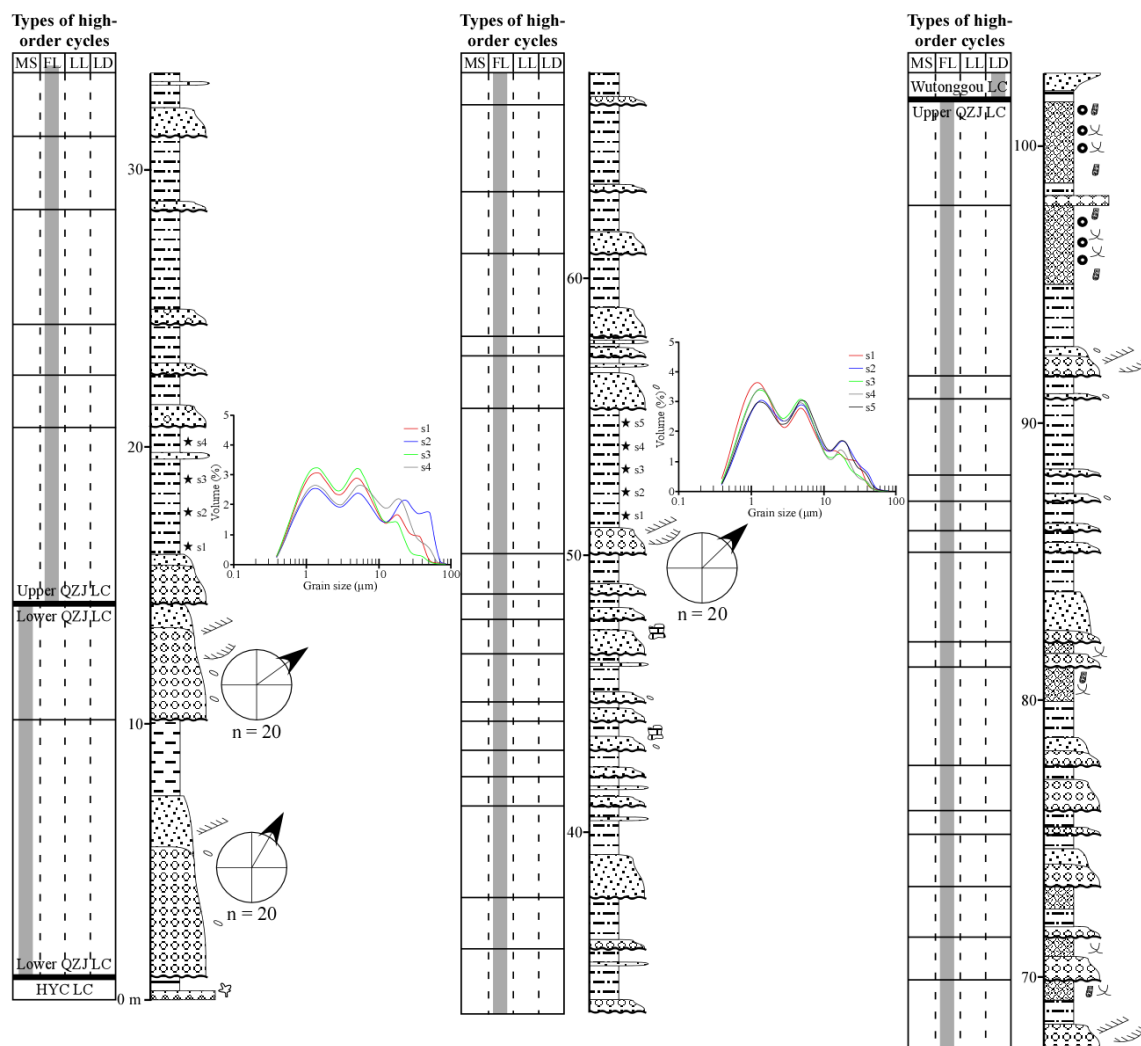 Types of high-
order cycles
MS FL LL LD
30
20
s4
s3
s2
s1
Upper QZJ LC
Lower QZJ LC
10
Lower QZJ LC
HYC LC
0 m
5
4
3
2
1
0
Volume (%)
0.1
1
10
100
Grain size (μm)
s1
s2
s3
s4
n = 20
n = 20
Types of high-
order cycles
MS FL LL LD
60
50
40
s5
s4
s3
s2
s1
5
4
3
2
1
0
Volume (%)
0.1
1
10
100
Grain size (μm)
s1
s2
s3
s4
s5
n = 20
Types of high-
order cycles
MS FL LL LD
Wutonggou LC
Upper QZJ LC
100
90
80
70